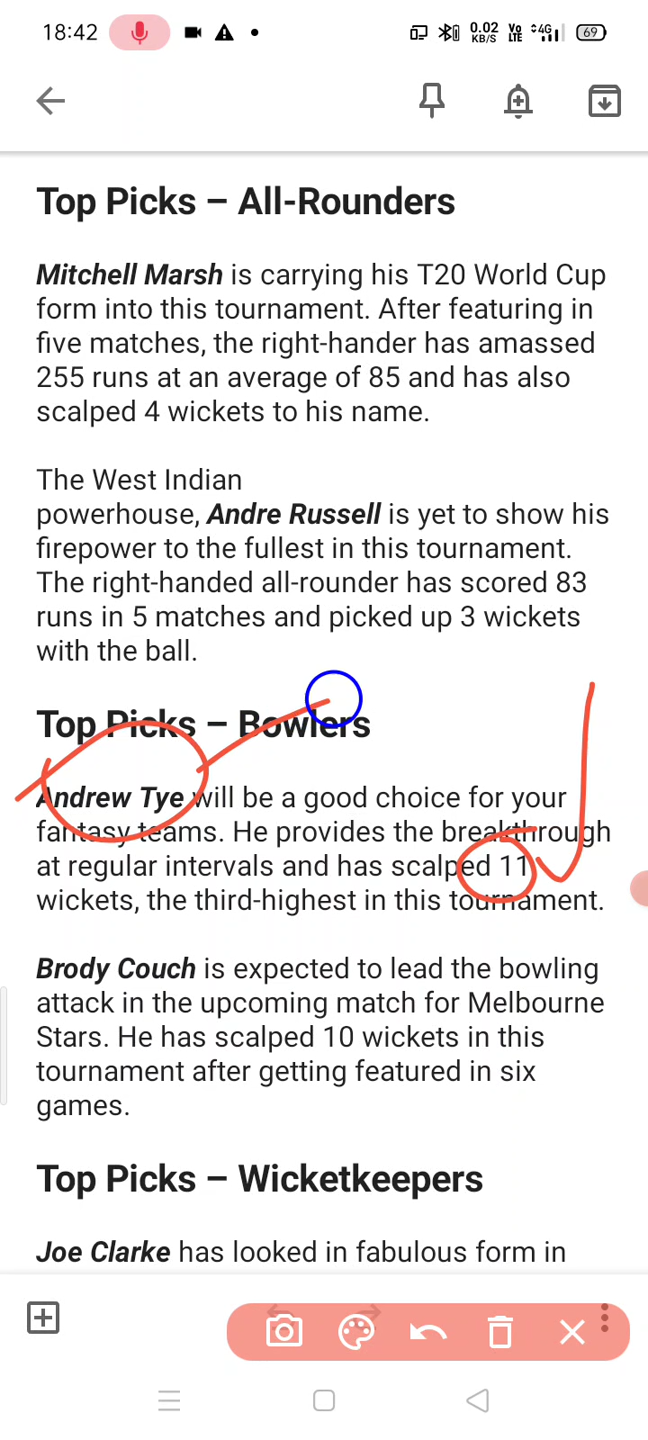 18:42 0.02 KB/S Vo LTE 4G 69
Top Picks – All-Rounders
Mitchell Marsh is carrying his T20 World Cup
form into this tournament. After featuring in
five matches, the right-hander has amassed
255 runs at an average of 85 and has also
scalped 4 wickets to his name.
The West Indian
powerhouse, Andre Russell is yet to show his
firepower to the fullest in this tournament.
The right-handed all-rounder has scored 83
runs in 5 matches and picked up 3 wickets
with the ball.
Top Picks – Bowlers
Andrew Tye will be a good choice for your
fantasy teams. He provides the breakthrough
at regular intervals and has scalped 11
wickets, the third-highest in this tournament.
Brody Couch is expected to lead the bowling
attack in the upcoming match for Melbourne
Stars. He has scalped 10 wickets in this
tournament after getting featured in six
games.
Top Picks – Wicketkeepers
Joe Clarke has looked in fabulous form in